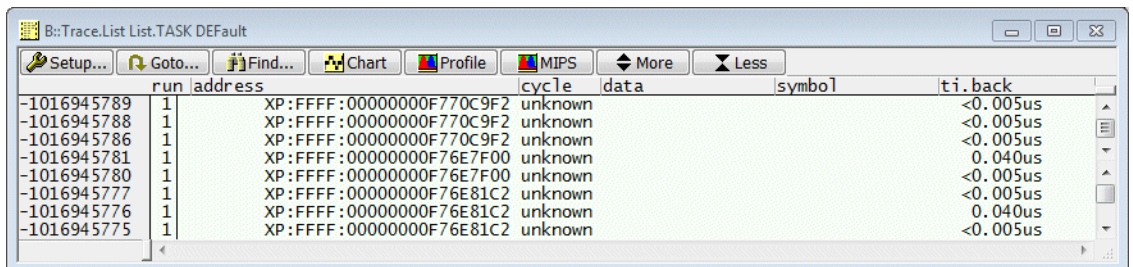 B::Trace.List List.TASK DEFault
Setup... Goto... Find... Chart Profile MIPS More Less
run address cycle data symbol ti.back
-1016945789 1 XP:FFFF:00000000F770C9F2 unknown <0.005us
-1016945788 1 XP:FFFF:00000000F770C9F2 unknown <0.005us
-1016945786 1 XP:FFFF:00000000F770C9F2 unknown <0.005us
-1016945781 1 XP:FFFF:00000000F76E7F00 unknown 0.040us
-1016945780 1 XP:FFFF:00000000F76E7F00 unknown <0.005us
-1016945777 1 XP:FFFF:00000000F76E81C2 unknown <0.005us
-1016945776 1 XP:FFFF:00000000F76E81C2 unknown 0.040us
-1016945775 1 XP:FFFF:00000000F76E81C2 unknown <0.005us